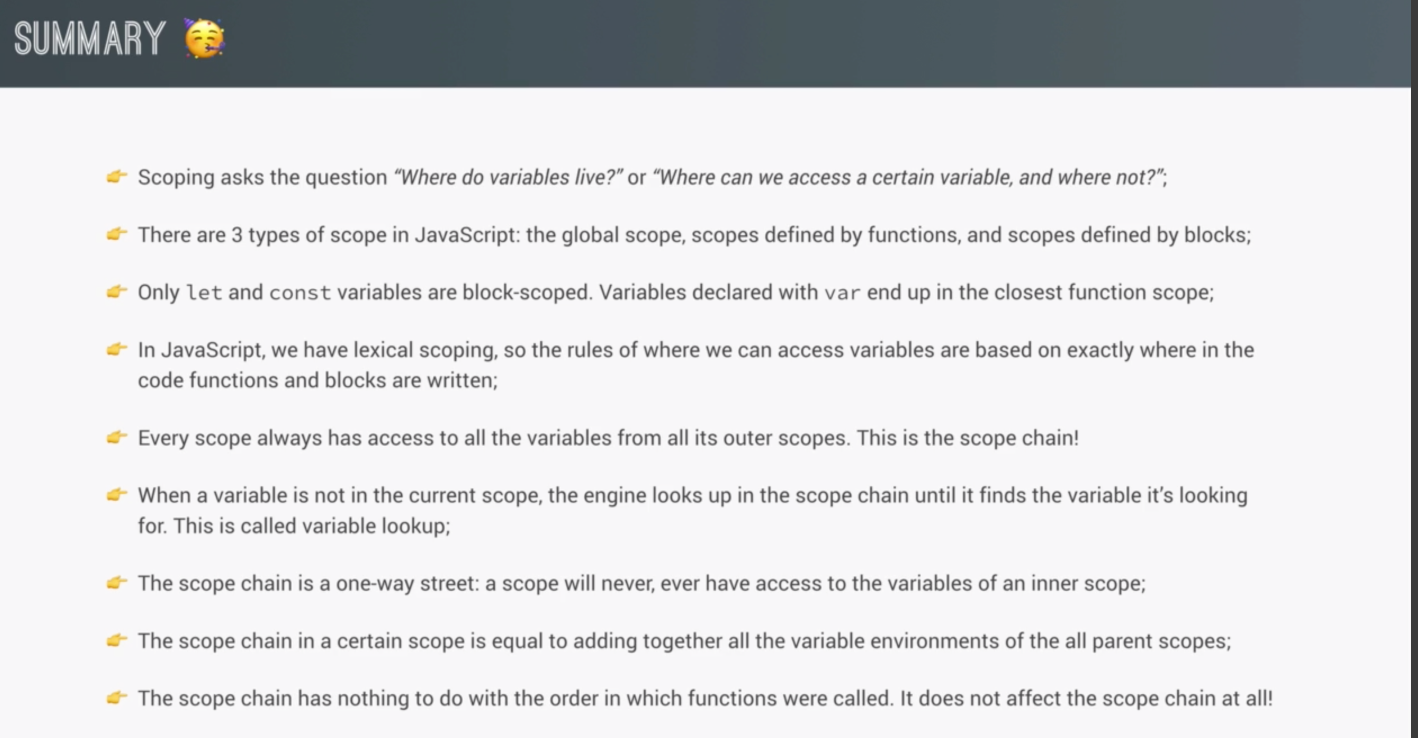 SUMMARY 🥳
👉 Scoping asks the question “Where do variables live?” or “Where can we access a certain variable, and where not?”;
👉 There are 3 types of scope in JavaScript: the global scope, scopes defined by functions, and scopes defined by blocks;
👉 Only let and const variables are block-scoped. Variables declared with var end up in the closest function scope;
👉 In JavaScript, we have lexical scoping, so the rules of where we can access variables are based on exactly where in the
code functions and blocks are written;
👉 Every scope always has access to all the variables from all its outer scopes. This is the scope chain!
👉 When a variable is not in the current scope, the engine looks up in the scope chain until it finds the variable it’s looking
for. This is called variable lookup;
👉 The scope chain is a one-way street: a scope will never, ever have access to the variables of an inner scope;
👉 The scope chain in a certain scope is equal to adding together all the variable environments of the all parent scopes;
👉 The scope chain has nothing to do with the order in which functions were called. It does not affect the scope chain at all!